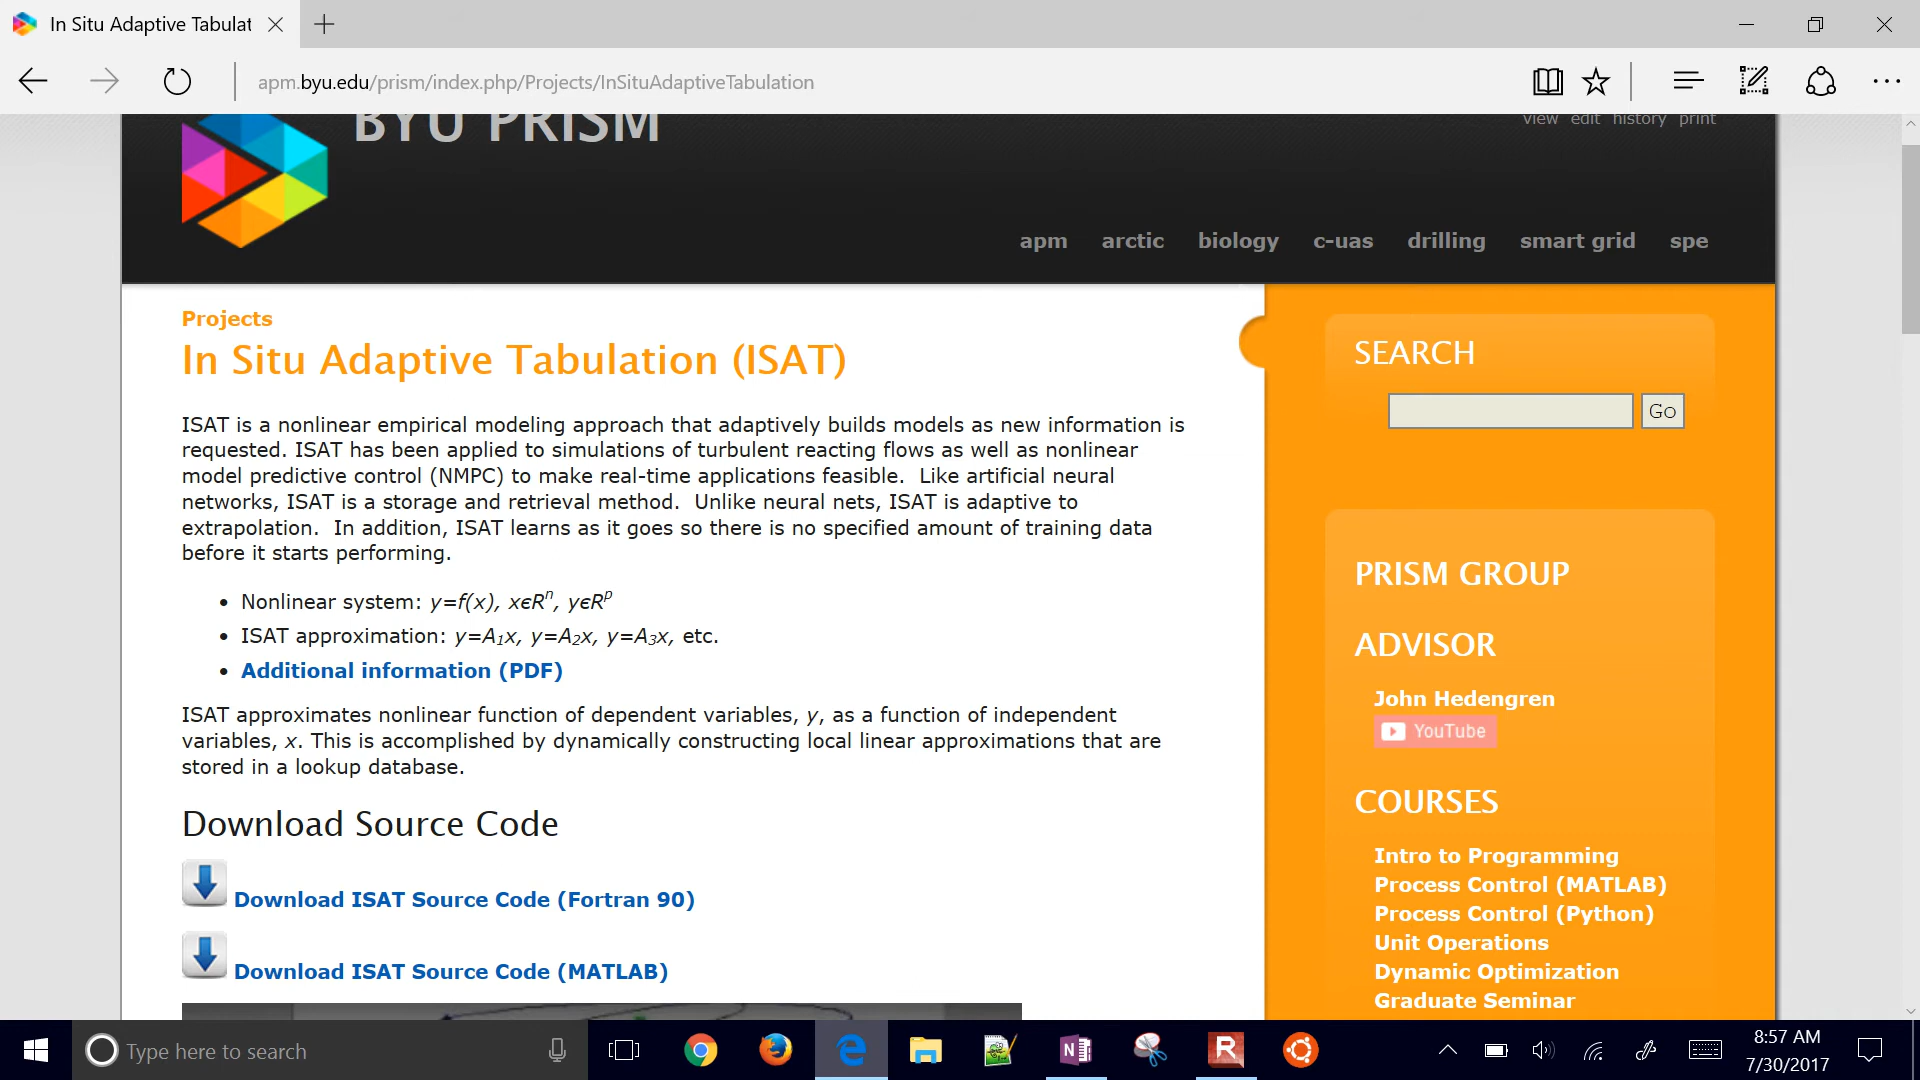 In Situ Adaptive Tabulat
apm.byu.edu/prism/index.php/Projects/InSituAdaptiveTabulation
BYU PRISM
view edit history print
apm arctic biology c-uas drilling smart grid spe
Projects
In Situ Adaptive Tabulation (ISAT)
ISAT is a nonlinear empirical modeling approach that adaptively builds models as new information is
requested. ISAT has been applied to simulations of turbulent reacting flows as well as nonlinear
model predictive control (NMPC) to make real-time applications feasible. Like artificial neural
networks, ISAT is a storage and retrieval method. Unlike neural nets, ISAT is adaptive to
extrapolation. In addition, ISAT learns as it goes so there is no specified amount of training data
before it starts performing.
• Nonlinear system: y=f(x), xєRⁿ, yєRᵖ
• ISAT approximation: y=A₁x, y=A₂x, y=A₃x, etc.
• Additional information (PDF)
ISAT approximates nonlinear function of dependent variables, y, as a function of independent
variables, x. This is accomplished by dynamically constructing local linear approximations that are
stored in a lookup database.
Download Source Code
Download ISAT Source Code (Fortran 90)
Download ISAT Source Code (MATLAB)
SEARCH
Go
PRISM GROUP
ADVISOR
John Hedengren
YouTube
COURSES
Intro to Programming
Process Control (MATLAB)
Process Control (Python)
Unit Operations
Dynamic Optimization
Graduate Seminar
Type here to search
8:57 AM
7/30/2017